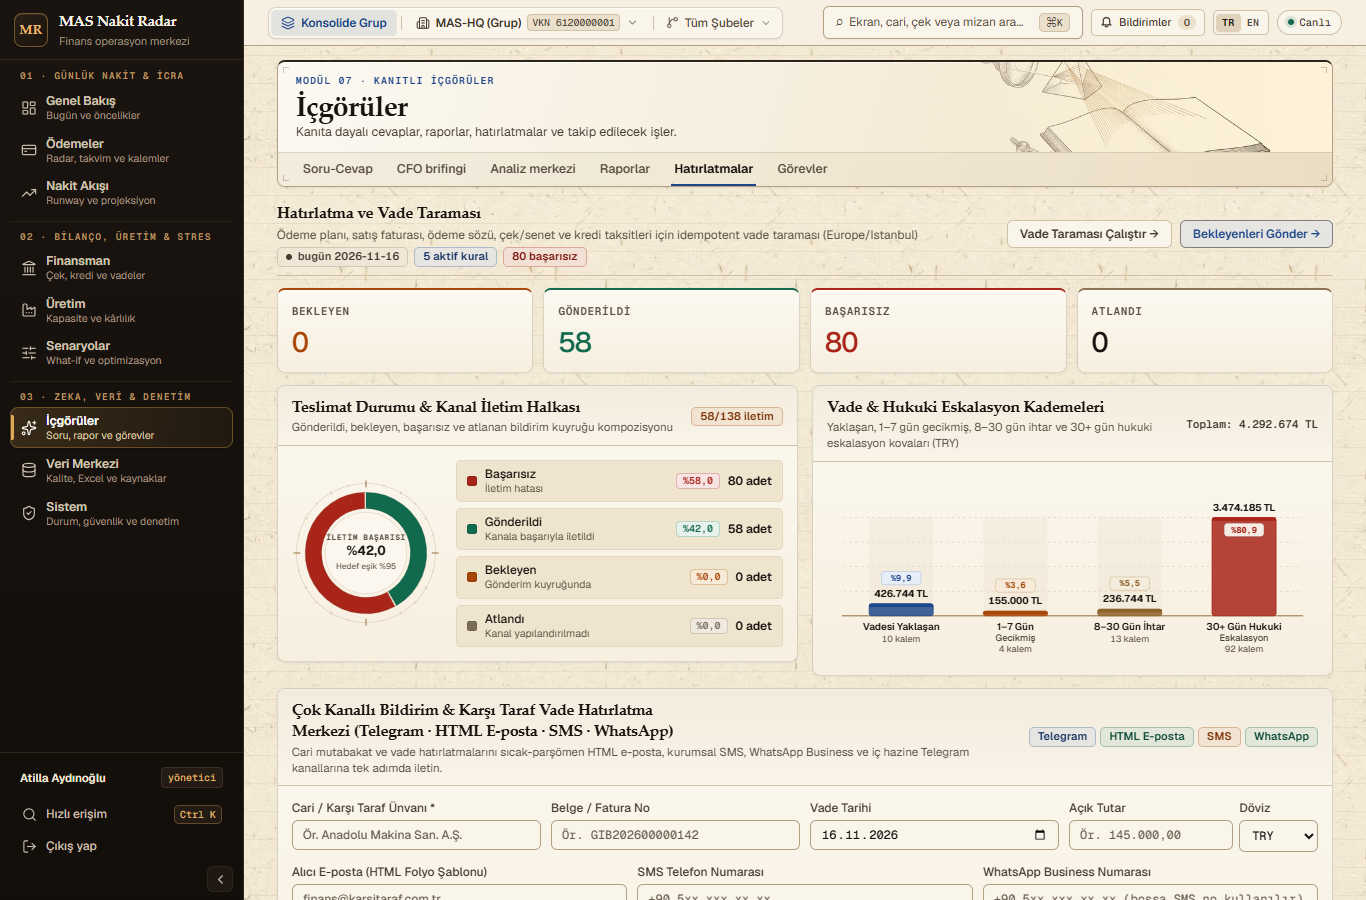 MR
MAS Nakit Radar
Finans operasyon merkezi
01 · GÜNLÜK NAKİT & İCRA
Genel Bakış
Bugün ve öncelikler
Ödemeler
Radar, takvim ve kalemler
Nakit Akışı
Runway ve projeksiyon
02 · BİLANÇO, ÜRETİM & STRES
Finansman
Çek, kredi ve vadeler
Üretim
Kapasite ve kârlılık
Senaryolar
What-if ve optimizasyon
03 · ZEKA, VERİ & DENETİM
İçgörüler
Soru, rapor ve görevler
Veri Merkezi
Kalite, Excel ve kaynaklar
Sistem
Durum, güvenlik ve denetim
Atilla Aydınoğlu
yönetici
Hızlı erişim
Ctrl K
Çıkış yap
Konsolide Grup
MAS-HQ (Grup) VKN 6120000001
Tüm Şubeler
Ekran, cari, çek veya mizan ara… ⌘K
Bildirimler 0
TR EN
Canlı
MODÜL 07 · KANITLI İÇGÖRÜLER
İçgörüler
Kanıta dayalı cevaplar, raporlar, hatırlatmalar ve takip edilecek işler.
Soru-Cevap CFO brifingi Analiz merkezi Raporlar Hatırlatmalar Görevler
Hatırlatma ve Vade Taraması
Ödeme planı, satış faturası, ödeme sözü, çek/senet ve kredi taksitleri için idempotent vade taraması (Europe/Istanbul)
bugün 2026-11-16 5 aktif kural 80 başarısız
Vade Taraması Çalıştır →
Bekleyenleri Gönder →
BEKLEYEN
0
GÖNDERİLDİ
58
BAŞARISIZ
80
ATLANDI
0
Teslimat Durumu & Kanal İletim Halkası
Gönderildi, bekleyen, başarısız ve atlanan bildirim kuyruğu kompozisyonu
58/138 iletim
İLETİM BAŞARISI
%42,0
Hedef eşik %95
Başarısız
İletim hatası
%58,0 80 adet
Gönderildi
Kanala başarıyla iletildi
%42,0 58 adet
Bekleyen
Gönderim kuyruğunda
%0,0 0 adet
Atlandı
Kanal yapılandırılmadı
%0,0 0 adet
Vade & Hukuki Eskalasyon Kademeleri
Yaklaşan, 1–7 gün gecikmiş, 8–30 gün ihtar ve 30+ gün hukuki
eskalasyon kovaları (TRY)
Toplam: 4.292.674 TL
%9,9
426.744 TL
Vadesi Yaklaşan
10 kalem
%3,6
155.000 TL
1–7 Gün
Gecikmiş
4 kalem
%5,5
236.744 TL
8–30 Gün İhtar
13 kalem
3.474.185 TL
%80,9
30+ Gün Hukuki
Eskalasyon
92 kalem
Çok Kanallı Bildirim & Karşı Taraf Vade Hatırlatma
Merkezi (Telegram · HTML E-posta · SMS · WhatsApp)
Cari mutabakat ve vade hatırlatmalarını sıcak-parşömen HTML e-posta, kurumsal SMS, WhatsApp Business ve iç hazine Telegram
kanallarına tek adımda iletin.
Telegram HTML E-posta SMS WhatsApp
Cari / Karşı Taraf Ünvanı *
Ör. Anadolu Makina San. A.Ş.
Belge / Fatura No
Ör. GIB202600000142
Vade Tarihi
16.11.2026
Açık Tutar
Ör. 145.000,00
Döviz
TRY
Alıcı E-posta (HTML Folyo Şablonu)
finans@karsitaraf.com.tr
SMS Telefon Numarası
+90 5xx xxx xx xx
WhatsApp Business Numarası
+90 5xx xxx xx xx (boşsa SMS no kullanılır)